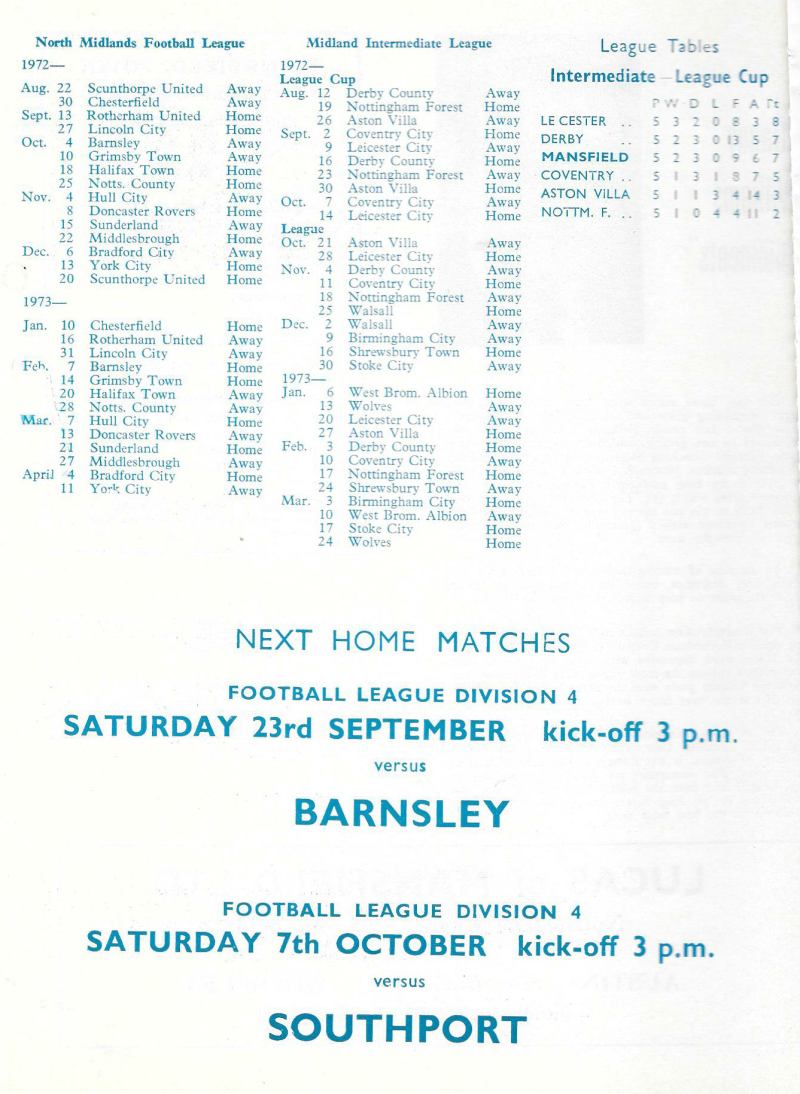 North Midlands Football League
1972—
Aug. 22 Scunthorpe United Away
30 Chesterfield Away
Sept. 13 Rotherham United Home
27 Lincoln City Home
Oct. 4 Barnsley Away
10 Grimsby Town Away
18 Halifax Town Home
25 Notts. County Home
Nov. 4 Hull City Away
8 Doncaster Rovers Home
15 Sunderland Away
22 Middlesbrough Home
Dec. 6 Bradford City Away
13 York City Home
20 Scunthorpe United Home
1973—
Jan. 10 Chesterfield Home
16 Rotherham United Away
31 Lincoln City Away
Feb. 7 Barnsley Home
14 Grimsby Town Home
20 Halifax Town Away
28 Notts. County Away
Mar. 7 Hull City Home
13 Doncaster Rovers Away
21 Sunderland Home
27 Middlesbrough Away
April 4 Bradford City Home
11 York City Away
Midland Intermediate League
1972—
League Cup
Aug. 12 Derby County Away
19 Nottingham Forest Home
26 Aston Villa Away
Sept. 2 Coventry City Home
9 Leicester City Away
16 Derby County Home
23 Nottingham Forest Away
30 Aston Villa Home
Oct. 7 Coventry City Away
14 Leicester City Home
League
Oct. 21 Aston Villa Away
28 Leicester City Home
Nov. 4 Derby County Away
11 Coventry City Home
18 Nottingham Forest Away
25 Walsall Home
Dec. 2 Walsall Away
9 Birmingham City Away
16 Shrewsbury Town Home
30 Stoke City Away
1973—
Jan. 6 West Brom. Albion Home
13 Wolves Away
20 Leicester City Away
27 Aston Villa Home
Feb. 3 Derby County Home
10 Coventry City Away
17 Nottingham Forest Home
24 Shrewsbury Town Away
Mar. 3 Birmingham City Home
10 West Brom. Albion Away
17 Stoke City Home
24 Wolves Home
League Tables
Intermediate League Cup
P W D L F A Pt
LE CESTER .. 5 3 2 0 8 3 8
DERBY .. 5 2 3 0 13 5 7
MANSFIELD 5 2 3 0 9 6 7
COVENTRY .. 5 1 3 1 8 7 5
ASTON VILLA 5 1 1 3 4 14 3
NOTTM. F. .. 5 1 0 4 4 11 2
NEXT HOME MATCHES
FOOTBALL LEAGUE DIVISION 4
SATURDAY 23rd SEPTEMBER kick-off 3 p.m.
versus
BARNSLEY
FOOTBALL LEAGUE DIVISION 4
SATURDAY 7th OCTOBER kick-off 3 p.m.
versus
SOUTHPORT